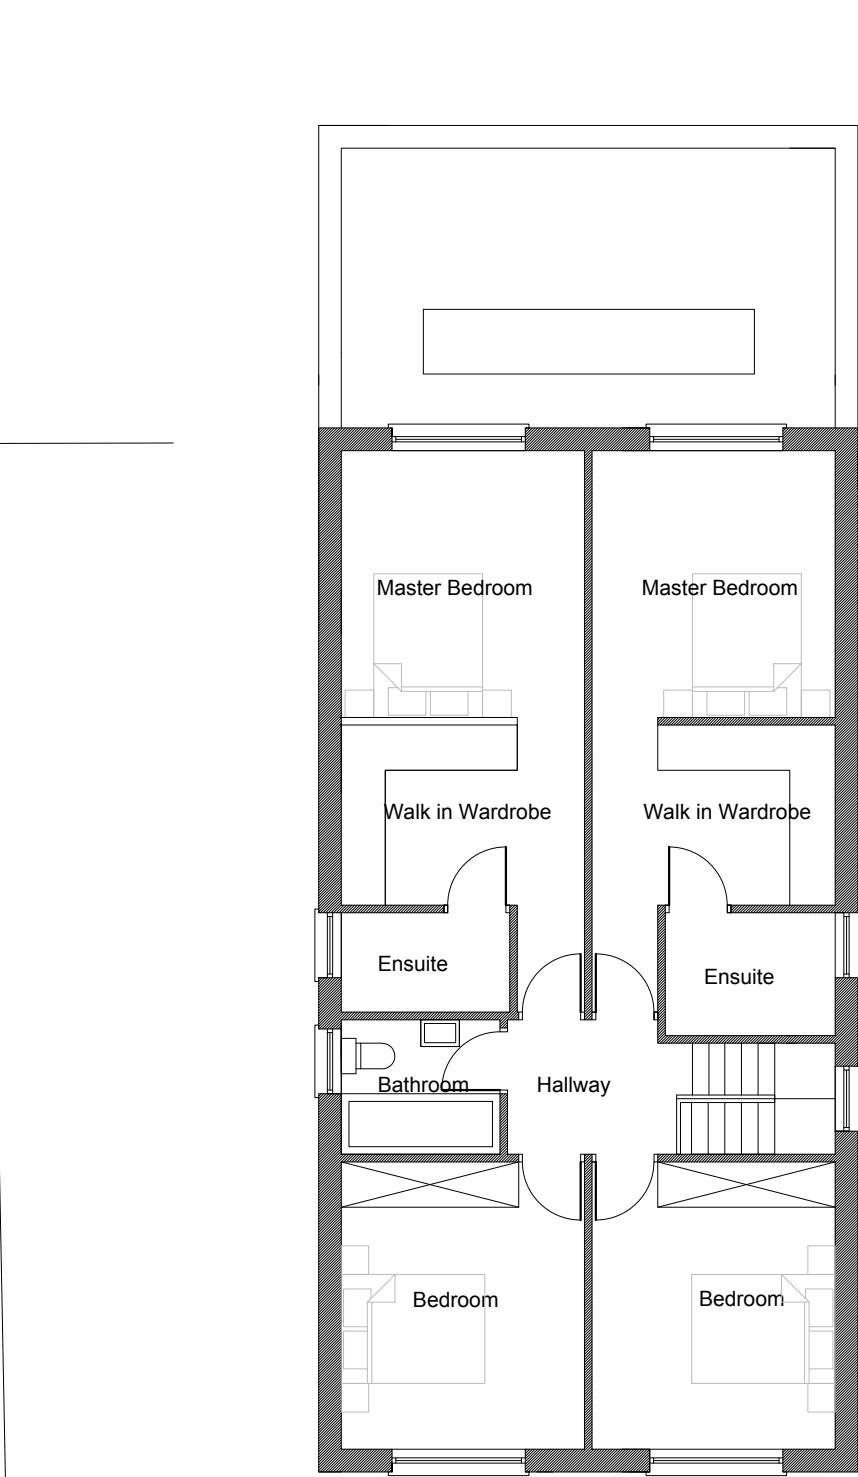 Master Bedroom
Master Bedroom
Walk in Wardrobe
Walk in Wardrobe
Ensuite
Ensuite
Bathroom
Hallway
Bedroom
Bedroom